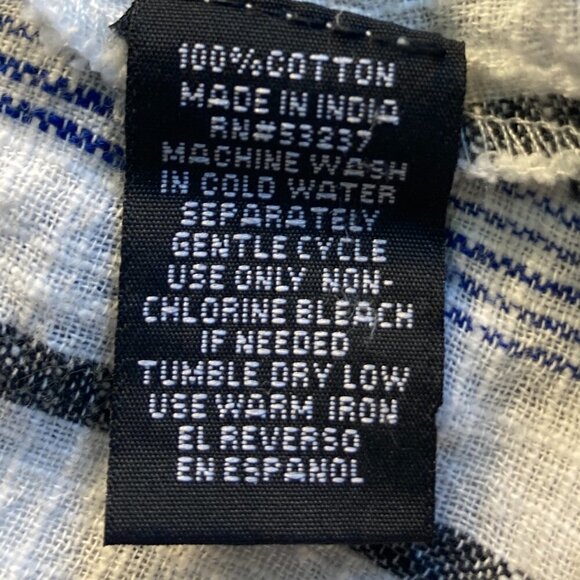 100% COTTON
MADE IN INDIA
RN#53237
MACHINE WASH
IN COLD WATER
SEPARATELY
GENTLE CYCLE
USE ONLY NON-
CHLORINE BLEACH
IF NEEDED
TUMBLE DRY LOW
USE WARM IRON
EL REVERSO
EN ESPANOL